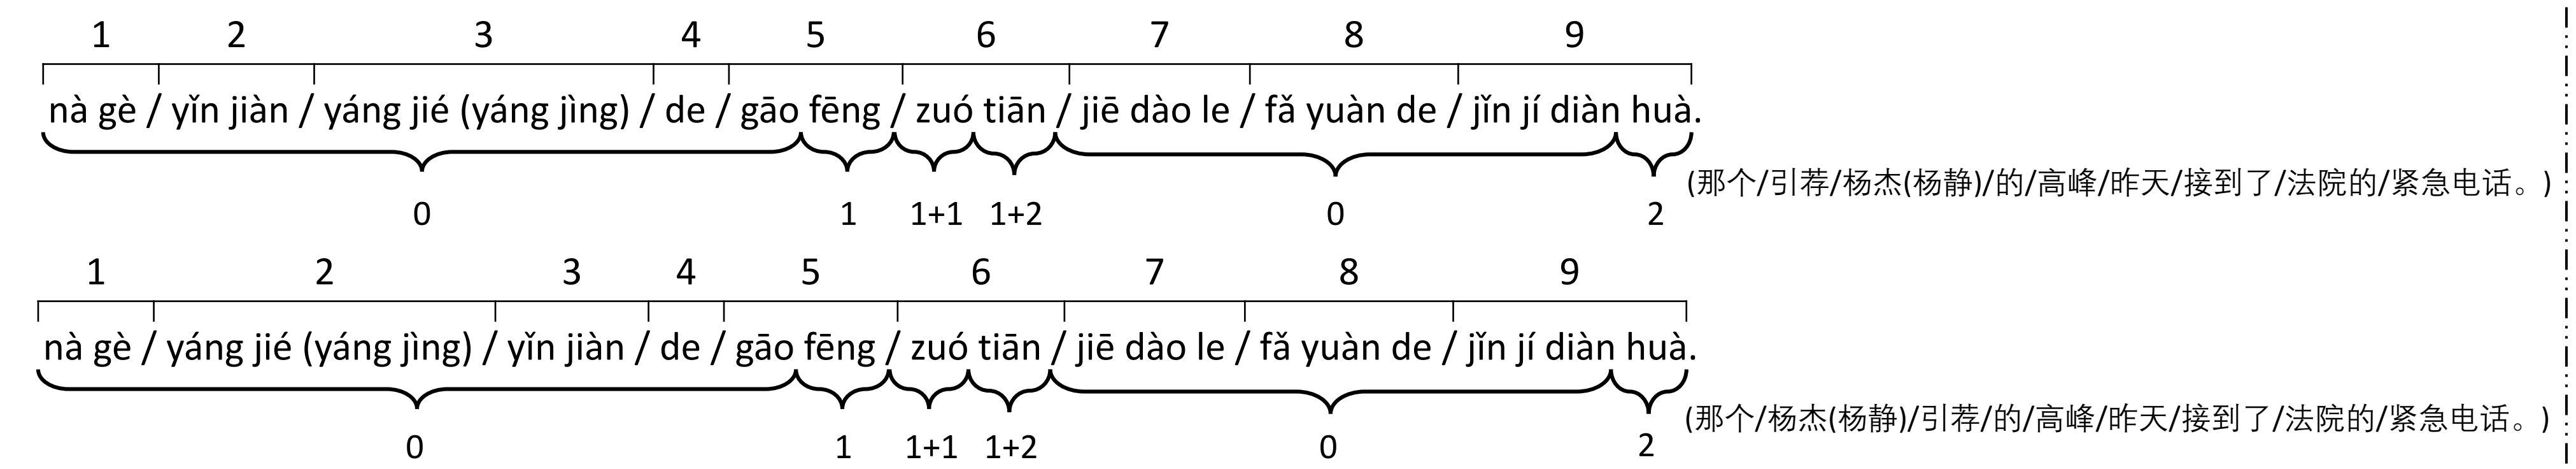 1 2 3 4 5 6 7 8 9
nà gè / yǐn jiàn / yáng jié (yáng jìng) / de / gāo fēng / zuó tiān / jiē dào le / fǎ yuàn de / jǐn jí diàn huà.
(那个/引荐/杨杰(杨静)/的/高峰/昨天/接到了/法院的/紧急电话。)
0 1 1+1 1+2 0 2
1 2 3 4 5 6 7 8 9
nà gè / yáng jié (yáng jìng) / yǐn jiàn / de / gāo fēng / zuó tiān / jiē dào le / fǎ yuàn de / jǐn jí diàn huà.
(那个/杨杰(杨静)/引荐/的/高峰/昨天/接到了/法院的/紧急电话。)
0 1 1+1 1+2 0 2